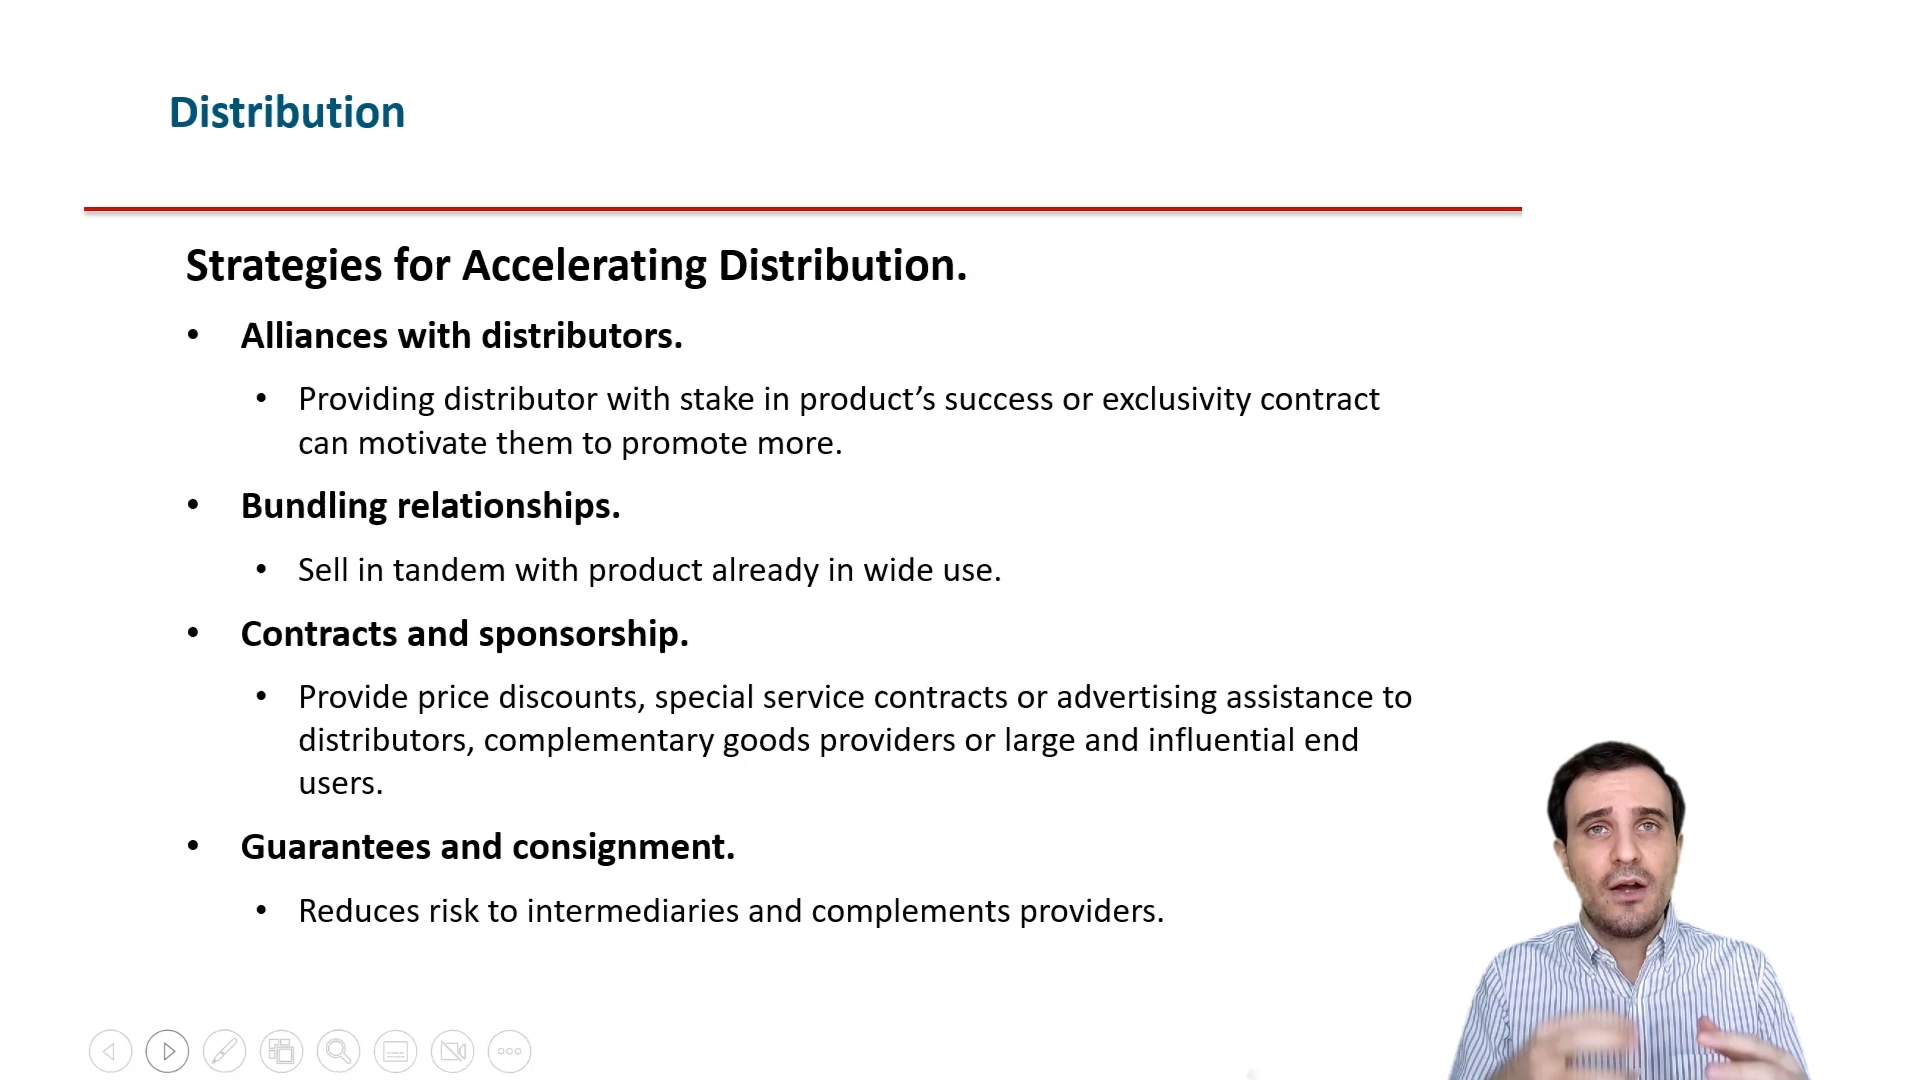 Distribution
Strategies for Accelerating Distribution.
• Alliances with distributors.
• Providing distributor with stake in product’s success or exclusivity contract
can motivate them to promote more.
• Bundling relationships.
• Sell in tandem with product already in wide use.
• Contracts and sponsorship.
• Provide price discounts, special service contracts or advertising assistance to
distributors, complementary goods providers or large and influential end
users.
• Guarantees and consignment.
• Reduces risk to intermediaries and complements providers.